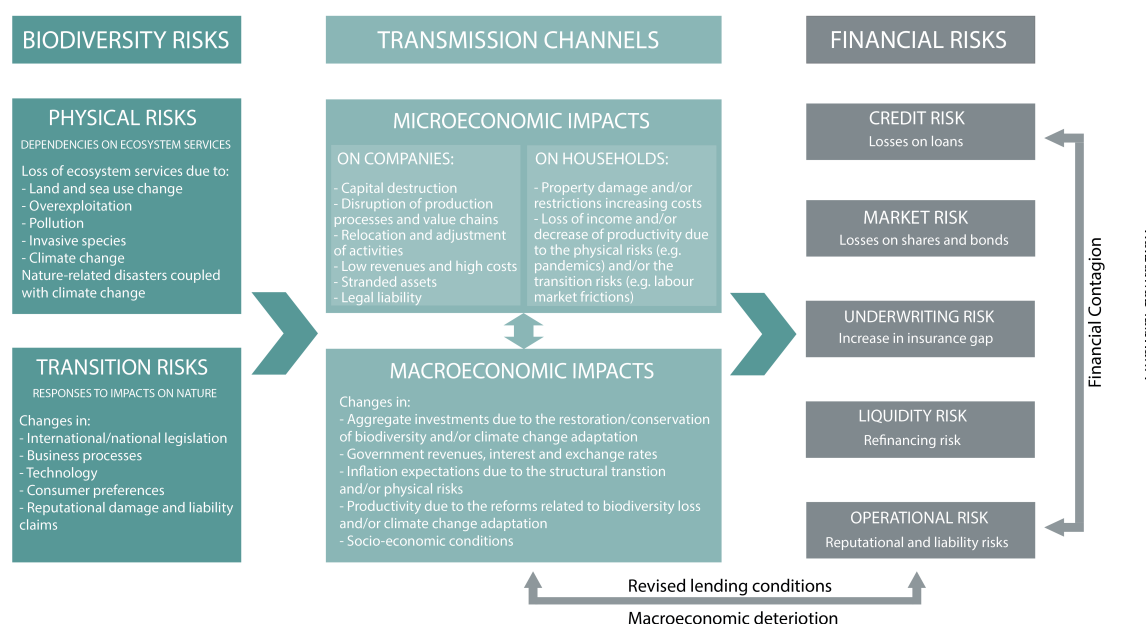 BIODIVERSITY RISKS
TRANSMISSION CHANNELS
FINANCIAL RISKS
PHYSICAL RISKS
DEPENDENCIES ON ECOSYSTEM SERVICES
Loss of ecosystem services due to:
- Land and sea use change
- Overexploitation
- Pollution
- Invasive species
- Climate change
Nature-related disasters coupled
with climate change
TRANSITION RISKS
RESPONSES TO IMPACTS ON NATURE
Changes in:
- International/national legislation
- Business processes
- Technology
- Consumer preferences
- Reputational damage and liability
claims
MICROECONOMIC IMPACTS
ON COMPANIES:
- Capital destruction
- Disruption of production
processes and value chains
- Relocation and adjustment
of activities
- Low revenues and high costs
- Stranded assets
- Legal liability
ON HOUSEHOLDS:
- Property damage and/or
restrictions increasing costs
- Loss of income and/or
decrease of productivity due
to the physical risks (e.g.
pandemics) and/or the
transition risks (e.g. labour
market frictions)
MACROECONOMIC IMPACTS
Changes in:
- Aggregate investments due to the restoration/conservation
of biodiversity and/or climate change adaptation
- Government revenues, interest and exchange rates
- Inflation expectations due to the structural transtion
and/or physical risks
- Productivity due to the reforms related to biodiversity loss
and/or climate change adaptation
- Socio-economic conditions
CREDIT RISK
Losses on loans
MARKET RISK
Losses on shares and bonds
UNDERWRITING RISK
Increase in insurance gap
LIQUIDITY RISK
Refinancing risk
OPERATIONAL RISK
Reputational and liability risks
Financial Contagion
Revised lending conditions
Macroeconomic deteriotion